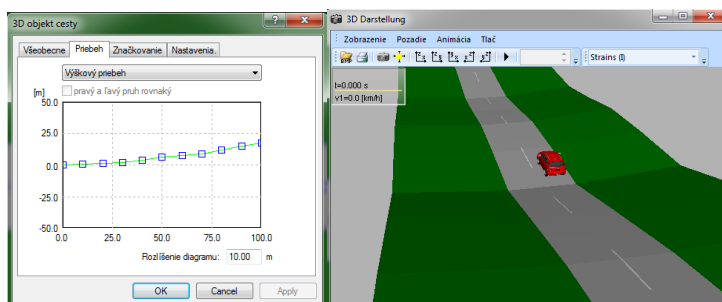 3D objekt cesty
Všeobecne Priebeh Značkovanie Nastavenia.
Výškový priebeh
[m]
pravý a ľavý pruh rovnaký
50.0
25.0
0.0
-25.0
-50.0
0.0 25.0 50.0 75.0 100.0
Rozlíšenie diagramu: 10.00 m
OK Cancel Apply
3D Darstellung
Zobrazenie Pozadie Animácia Tlač
Strains (I)
t=0.000 s
v1=0.0 [km/h]